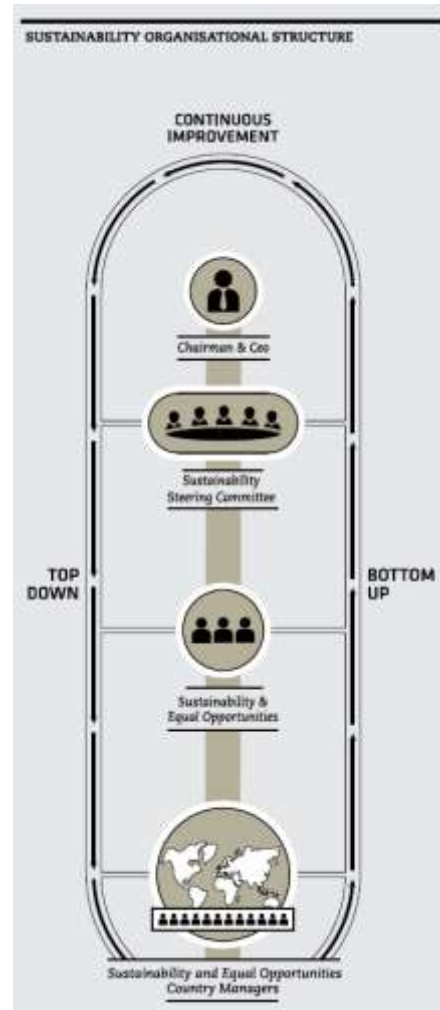 SUSTAINABILITY ORGANISATIONAL STRUCTURE
CONTINUOUS
IMPROVEMENT
Chairman & Ceo
Sustainability
Steering Committee
TOP
DOWN
BOTTOM
UP
Sustainability &
Equal Opportunities
Sustainability and Equal Opportunities
Country Managers